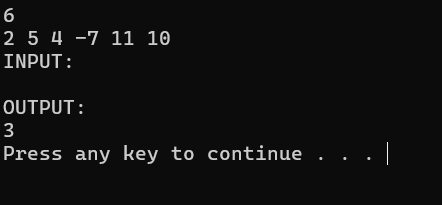 6
2 5 4 -7 11 10
INPUT:
OUTPUT:
3
Press any key to continue . . .